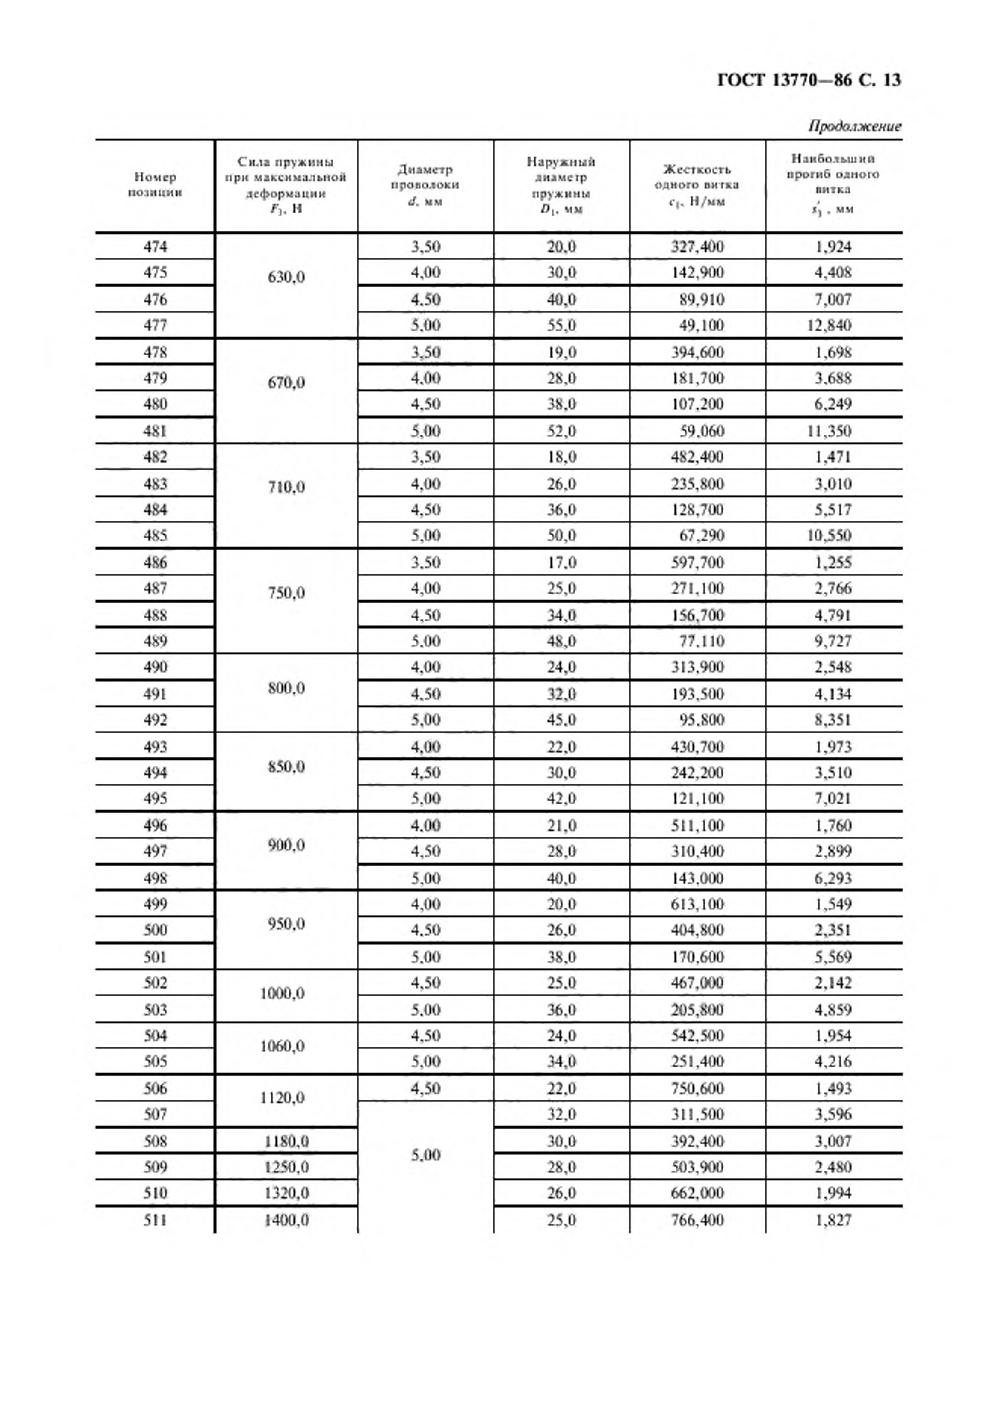 ГОСТ 13770—86 С. 13
Продолжение
Номер позиции | Сила пружины при максимальной деформации F₃, Н | Диаметр проволоки d, мм | Наружный диаметр пружины D₁, мм | Жесткость одного витка c₁, Н/мм | Наибольший прогиб одного витка s′₃, мм
474 | 630,0 | 3,50 | 20,0 | 327,400 | 1,924
475 | 4,00 | 30,0 | 142,900 | 4,408
476 | 4,50 | 40,0 | 89,910 | 7,007
477 | 5,00 | 55,0 | 49,100 | 12,840
478 | 670,0 | 3,50 | 19,0 | 394,600 | 1,698
479 | 4,00 | 28,0 | 181,700 | 3,688
480 | 4,50 | 38,0 | 107,200 | 6,249
481 | 5,00 | 52,0 | 59,060 | 11,350
482 | 710,0 | 3,50 | 18,0 | 482,400 | 1,471
483 | 4,00 | 26,0 | 235,800 | 3,010
484 | 4,50 | 36,0 | 128,700 | 5,517
485 | 5,00 | 50,0 | 67,290 | 10,550
486 | 750,0 | 3,50 | 17,0 | 597,700 | 1,255
487 | 4,00 | 25,0 | 271,100 | 2,766
488 | 4,50 | 34,0 | 156,700 | 4,791
489 | 5,00 | 48,0 | 77,110 | 9,727
490 | 800,0 | 4,00 | 24,0 | 313,900 | 2,548
491 | 4,50 | 32,0 | 193,500 | 4,134
492 | 5,00 | 45,0 | 95,800 | 8,351
493 | 850,0 | 4,00 | 22,0 | 430,700 | 1,973
494 | 4,50 | 30,0 | 242,200 | 3,510
495 | 5,00 | 42,0 | 121,100 | 7,021
496 | 900,0 | 4,00 | 21,0 | 511,100 | 1,760
497 | 4,50 | 28,0 | 310,400 | 2,899
498 | 5,00 | 40,0 | 143,000 | 6,293
499 | 950,0 | 4,00 | 20,0 | 613,100 | 1,549
500 | 4,50 | 26,0 | 404,800 | 2,351
501 | 5,00 | 38,0 | 170,600 | 5,569
502 | 1000,0 | 4,50 | 25,0 | 467,000 | 2,142
503 | 5,00 | 36,0 | 205,800 | 4,859
504 | 1060,0 | 4,50 | 24,0 | 542,500 | 1,954
505 | 5,00 | 34,0 | 251,400 | 4,216
506 | 1120,0 | 4,50 | 22,0 | 750,600 | 1,493
507 | 5,00 | 32,0 | 311,500 | 3,596
508 | 1180,0 | 30,0 | 392,400 | 3,007
509 | 1250,0 | 28,0 | 503,900 | 2,480
510 | 1320,0 | 26,0 | 662,000 | 1,994
511 | 1400,0 | 25,0 | 766,400 | 1,827